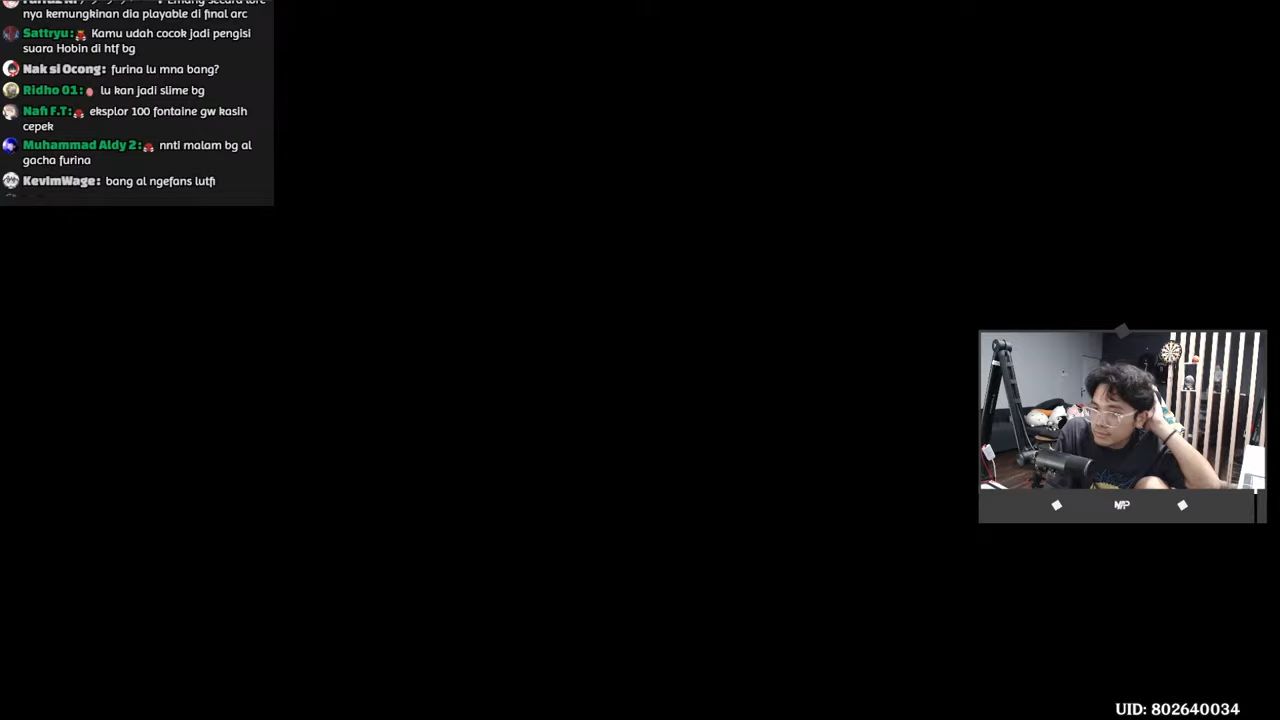 nya kemungkinan dia playable di final arc
Sattryu: Kamu udah cocok jadi pengisi
suara Hobin di htf bg
Nak si Ocong: furina lu mna bang?
Ridho 01: lu kan jadi slime bg
Nafi F.T: eksplor 100 fontaine gw kasih
cepek
Muhammad Aldy 2: nnti malam bg al
gacha furina
KevimWage: bang al ngefans lutfi
UID: 802640034